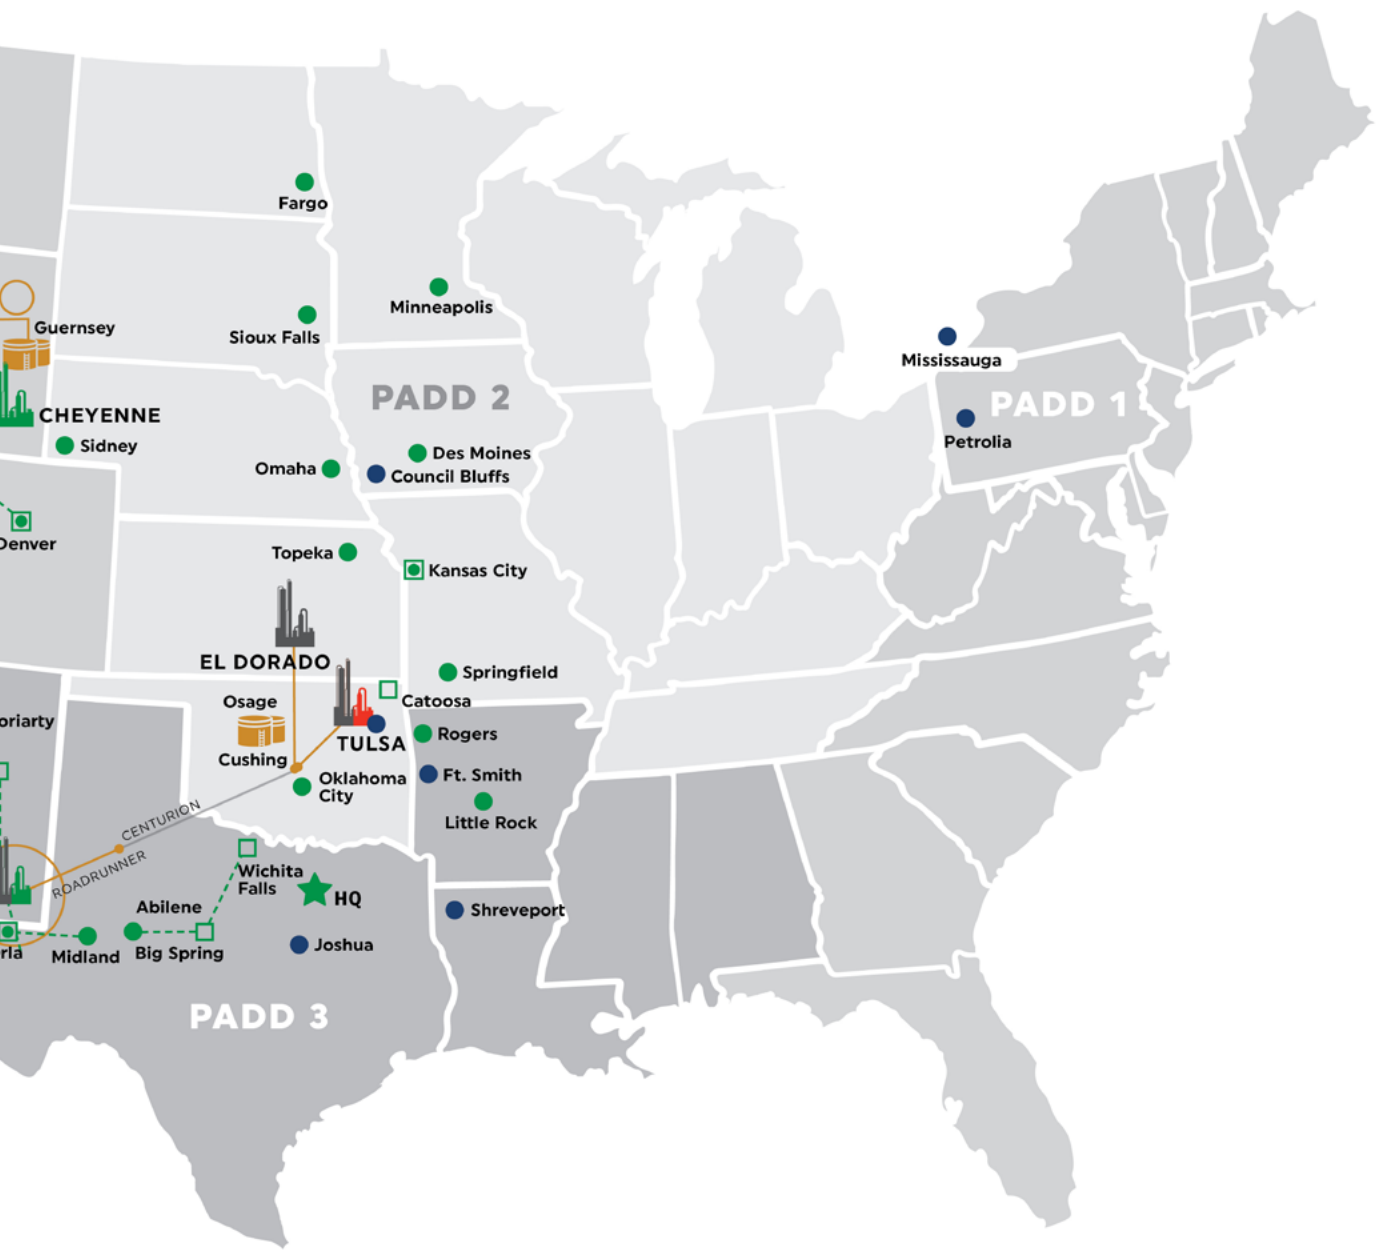 Fargo
Minneapolis
Sioux Falls
Guernsey
Mississauga
PADD 2
PADD 1
CHEYENNE
Sidney
Petrolia
Des Moines
Omaha
Council Bluffs
Denver
Topeka
Kansas City
EL DORADO
Springfield
Osage
Catoosa
oriarty
Rogers
TULSA
Cushing
Ft. Smith
Oklahoma
City
CENTURION
Little Rock
ROADRUNNER
Wichita
Falls
HQ
Abilene
Shreveport
Joshua
rla
Midland
Big Spring
PADD 3